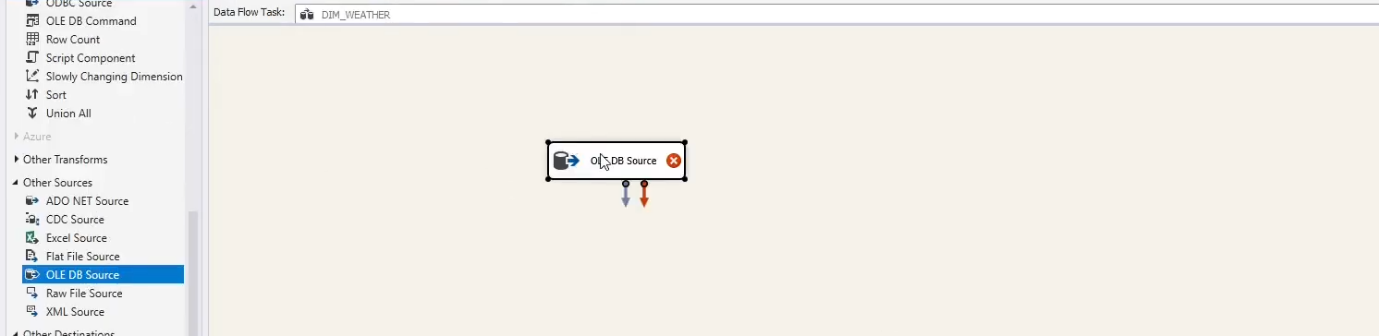 ODBC Source
OLE DB Command
Row Count
Script Component
Slowly Changing Dimension
Sort
Union All
Azure
Other Transforms
Other Sources
ADO NET Source
CDC Source
Excel Source
Flat File Source
OLE DB Source
Raw File Source
XML Source
Other Destinations
Data Flow Task: DIM_WEATHER
OLE DB Source